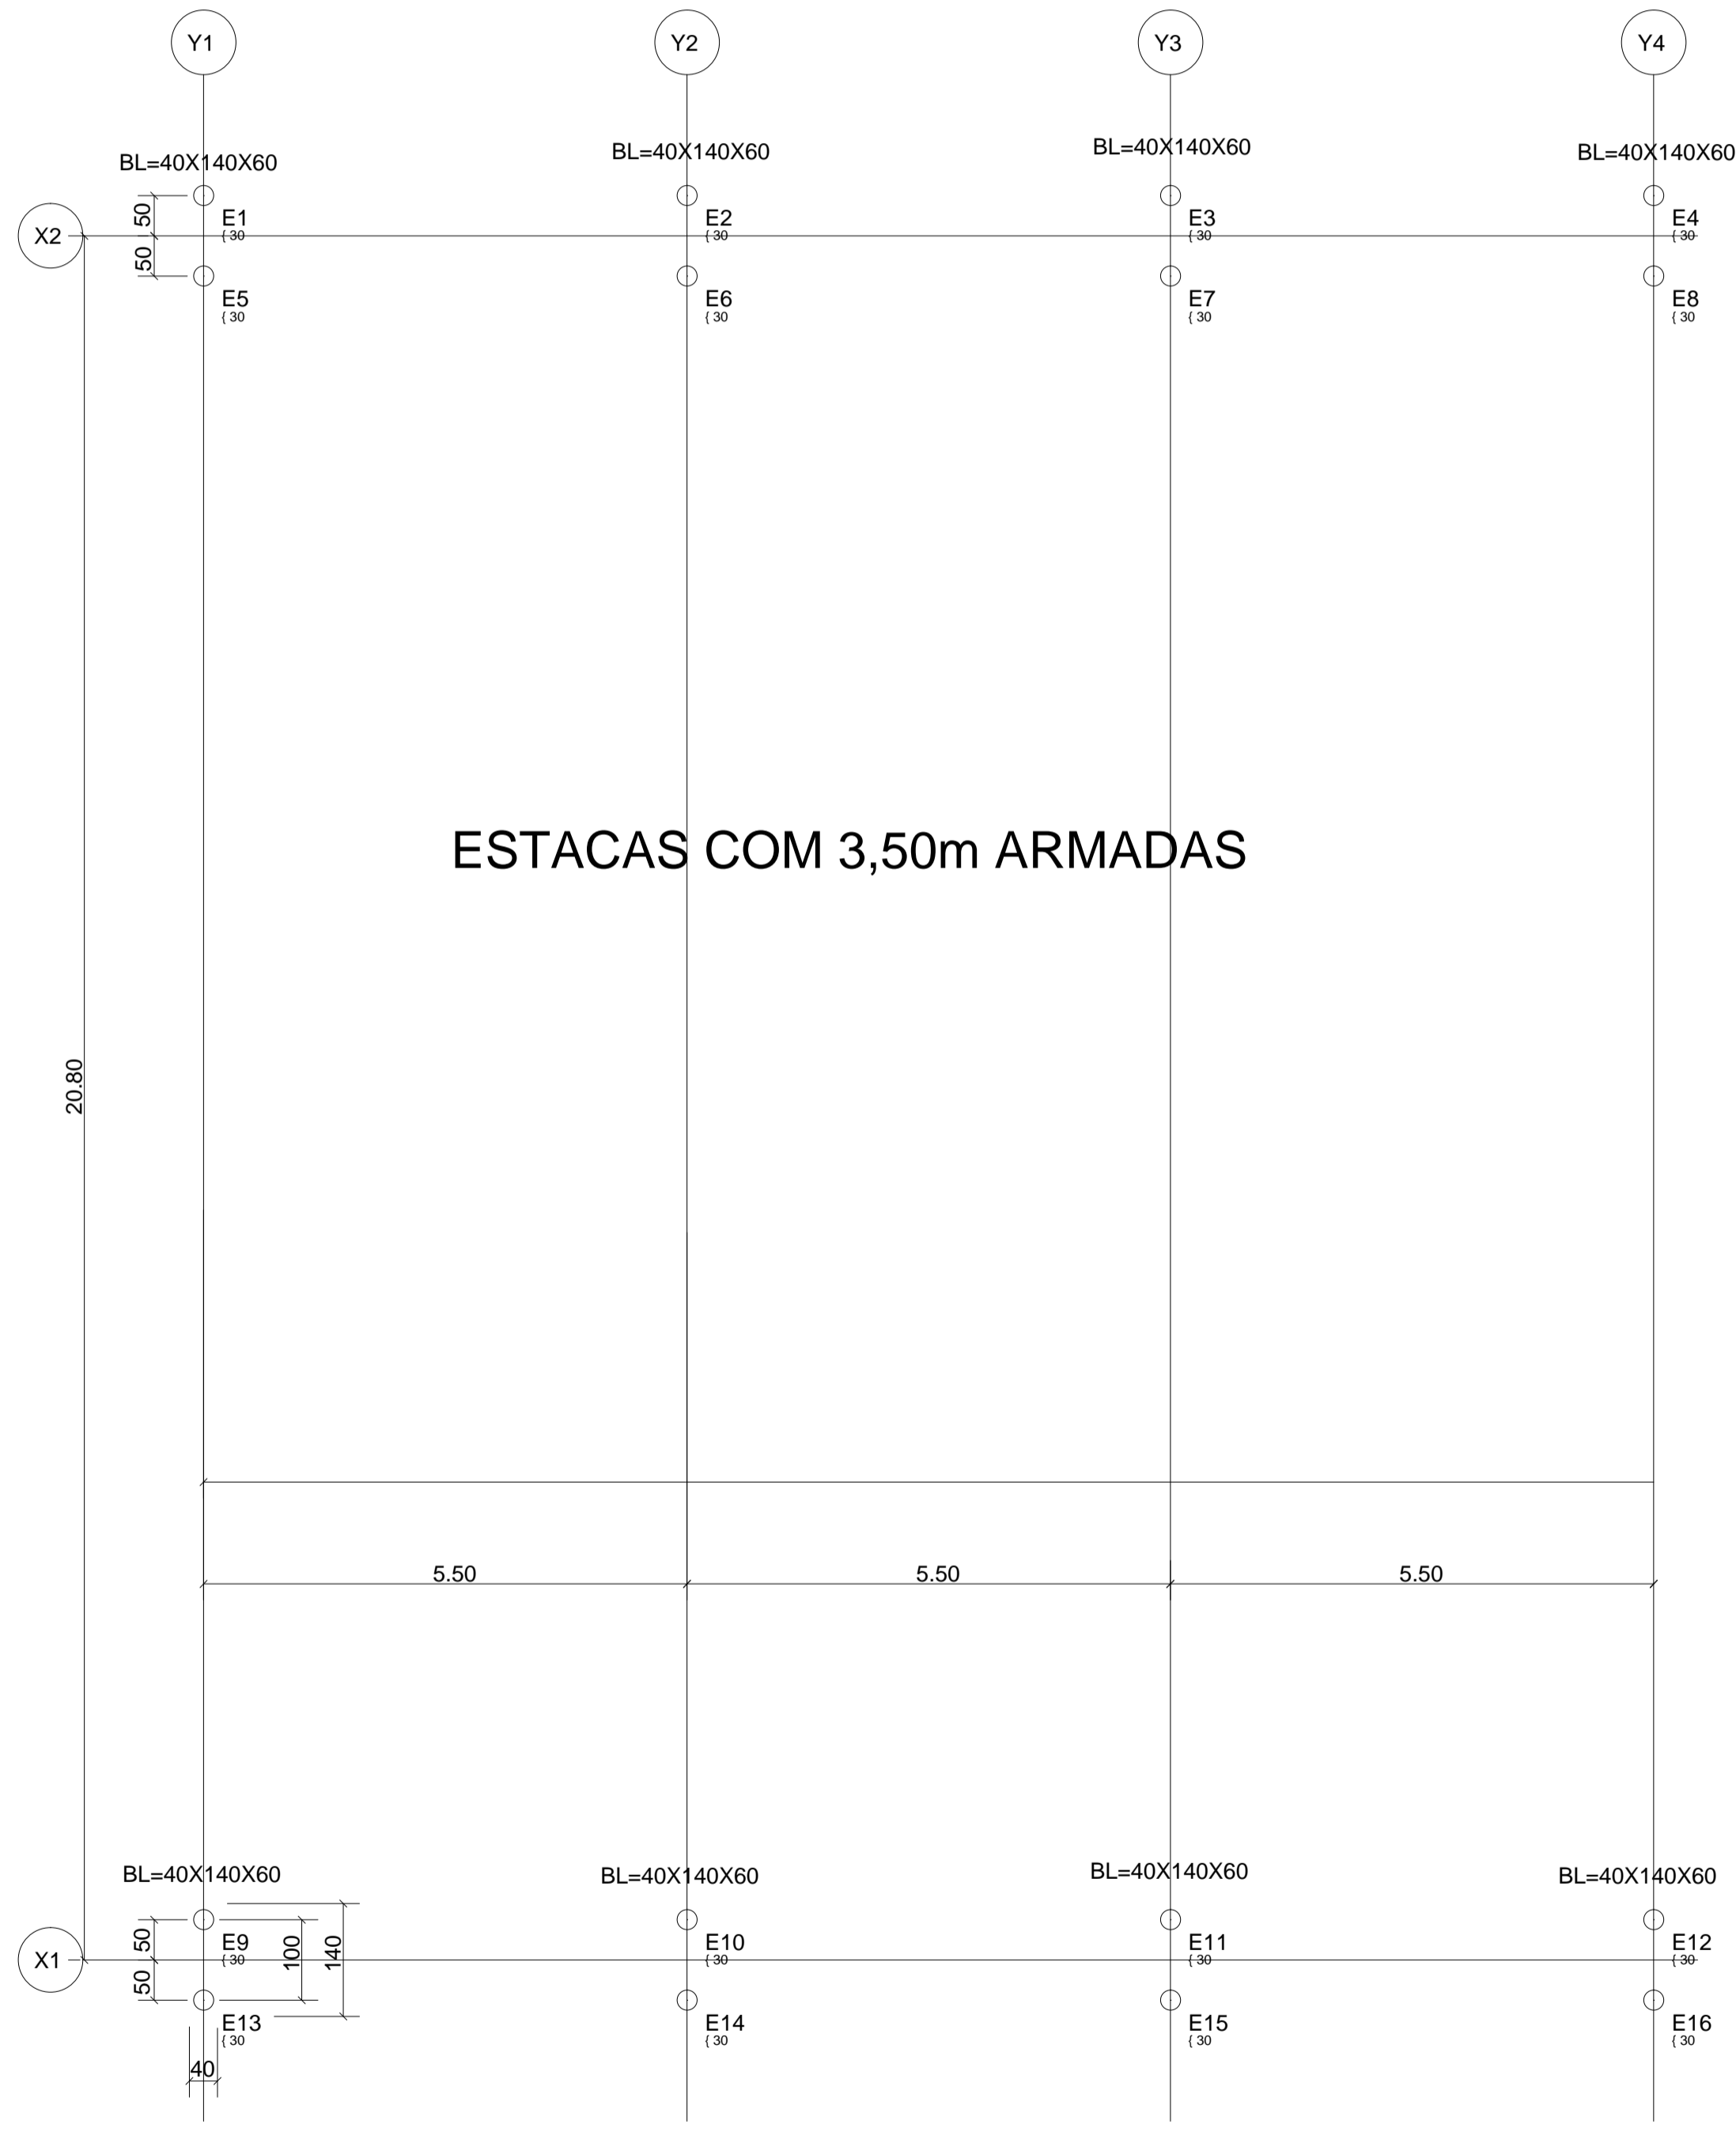 Y1 Y2 Y3 Y4
BL=40X140X60 BL=40X140X60 BL=40X140X60 BL=40X140X60
50
E1 E2 E3 E4
{ 30 { 30 { 30 { 30
X2
50
E5 E6 E7 E8
{ 30 { 30 { 30 { 30
ESTACAS COM 3,50m ARMADAS
20.80
5.50 5.50 5.50
BL=40X140X60 BL=40X140X60 BL=40X140X60 BL=40X140X60
50
E9 E10 E11 E12
{ 30 { 30 { 30 { 30
100 140
X1
50
E13 E14 E15 E16
{ 30 { 30 { 30 { 30
40